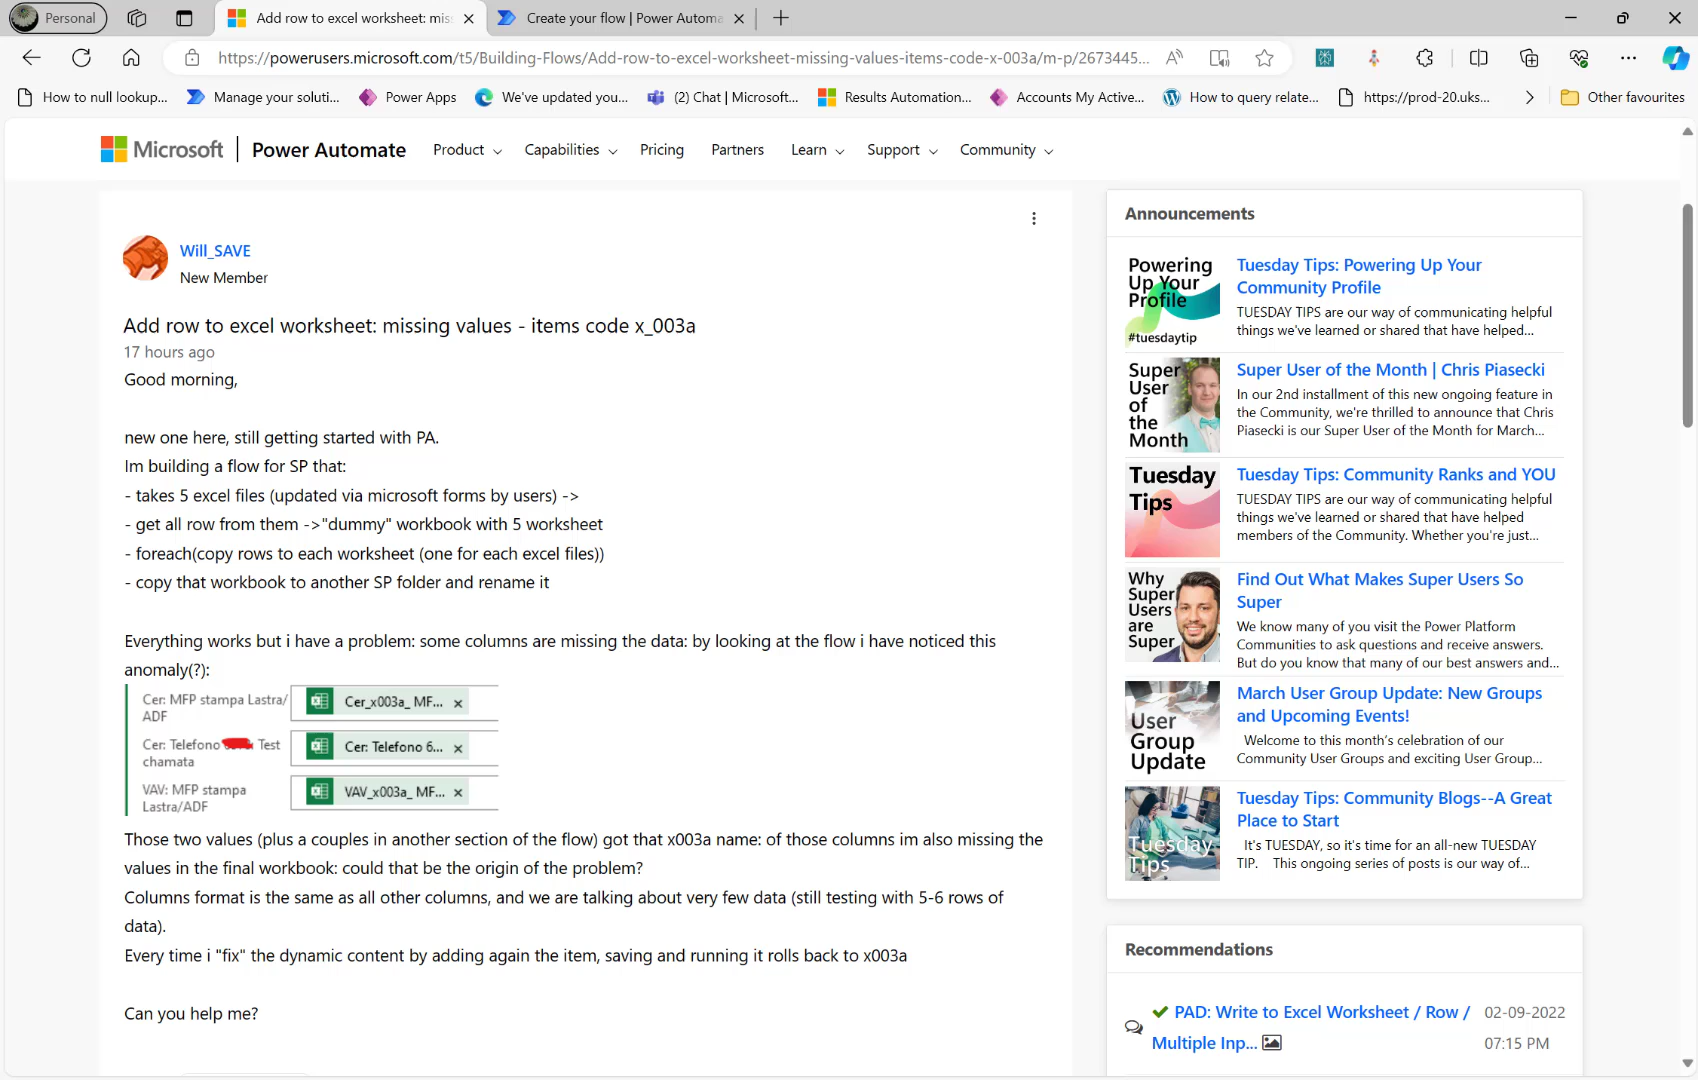 Personal
Add row to excel worksheet: mis
Create your flow | Power Automa
https://powerusers.microsoft.com/t5/Building-Flows/Add-row-to-excel-worksheet-missing-values-items-code-x-003a/m-p/2673445...
How to null lookup...
Manage your soluti...
Power Apps
We've updated you...
(2) Chat | Microsoft...
Results Automation...
Accounts My Active...
How to query relate...
https://prod-20.uks...
Other favourites
Microsoft
Power Automate
Product
Capabilities
Pricing
Partners
Learn
Support
Community
Will_SAVE
New Member
Add row to excel worksheet: missing values - items code x_003a
17 hours ago
Good morning,
new one here, still getting started with PA.
Im building a flow for SP that:
- takes 5 excel files (updated via microsoft forms by users) ->
- get all row from them ->"dummy" workbook with 5 worksheet
- foreach(copy rows to each worksheet (one for each excel files))
- copy that workbook to another SP folder and rename it
Everything works but i have a problem: some columns are missing the data: by looking at the flow i have noticed this
anomaly(?):
Cer: MFP stampa Lastra/
ADF
Cer_x003a_ MF...
Cer: Telefono Test
chamata
Cer: Telefono 6...
VAV: MFP stampa
Lastra/ADF
VAV_x003a_ MF...
Those two values (plus a couples in another section of the flow) got that x003a name: of those columns im also missing the
values in the final workbook: could that be the origin of the problem?
Columns format is the same as all other columns, and we are talking about very few data (still testing with 5-6 rows of
data).
Every time i "fix" the dynamic content by adding again the item, saving and running it rolls back to x003a
Can you help me?
Announcements
Powering
Up Your
Profile
#tuesdaytip
Tuesday Tips: Powering Up Your
Community Profile
TUESDAY TIPS are our way of communicating helpful
things we've learned or shared that have helped...
Super
User
of
the
Month
Super User of the Month | Chris Piasecki
In our 2nd installment of this new ongoing feature in
the Community, we're thrilled to announce that Chris
Piasecki is our Super User of the Month for March...
Tuesday
Tips
Tuesday Tips: Community Ranks and YOU
TUESDAY TIPS are our way of communicating helpful
things we've learned or shared that have helped
members of the Community. Whether you're just...
Why
Super
Users
are
Super
Find Out What Makes Super Users So
Super
We know many of you visit the Power Platform
Communities to ask questions and receive answers.
But do you know that many of our best answers and...
User
Group
Update
March User Group Update: New Groups
and Upcoming Events!
Welcome to this month's celebration of our
Community User Groups and exciting User Group...
Tuesday
Tips
Tuesday Tips: Community Blogs--A Great
Place to Start
It's TUESDAY, so it's time for an all-new TUESDAY
TIP. This ongoing series of posts is our way of...
Recommendations
PAD: Write to Excel Worksheet / Row /
Multiple Inp...
02-09-2022
07:15 PM